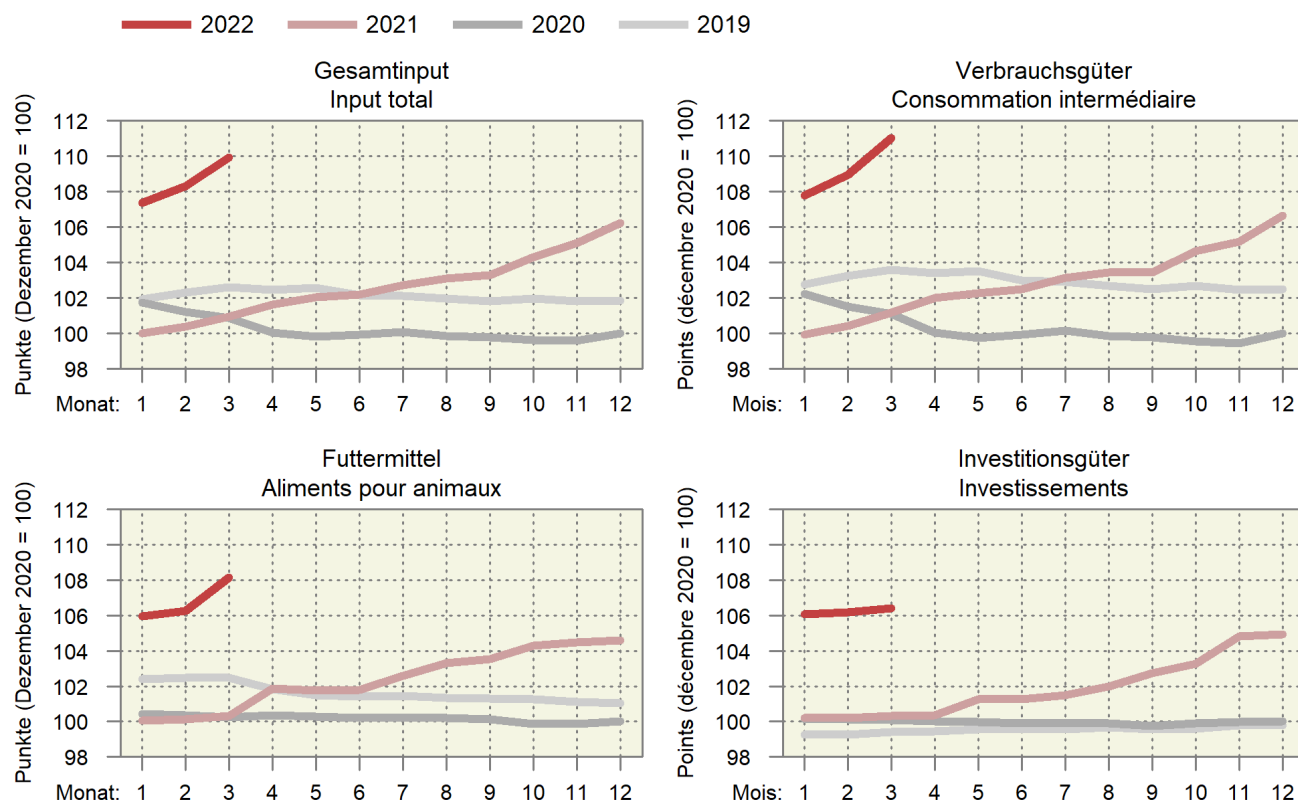 2022 2021 2020 2019
Gesamtinput
Input total
Punkte (Dezember 2020 = 100)
112
110
108
106
104
102
100
98
Monat: 1 2 3 4 5 6 7 8 9 10 11 12
Verbrauchsgüter
Consommation intermédiaire
Points (décembre 2020 = 100)
112
110
108
106
104
102
100
98
Mois: 1 2 3 4 5 6 7 8 9 10 11 12
Futtermittel
Aliments pour animaux
Punkte (Dezember 2020 = 100)
112
110
108
106
104
102
100
98
Monat: 1 2 3 4 5 6 7 8 9 10 11 12
Investitionsgüter
Investissements
Points (décembre 2020 = 100)
112
110
108
106
104
102
100
98
Mois: 1 2 3 4 5 6 7 8 9 10 11 12